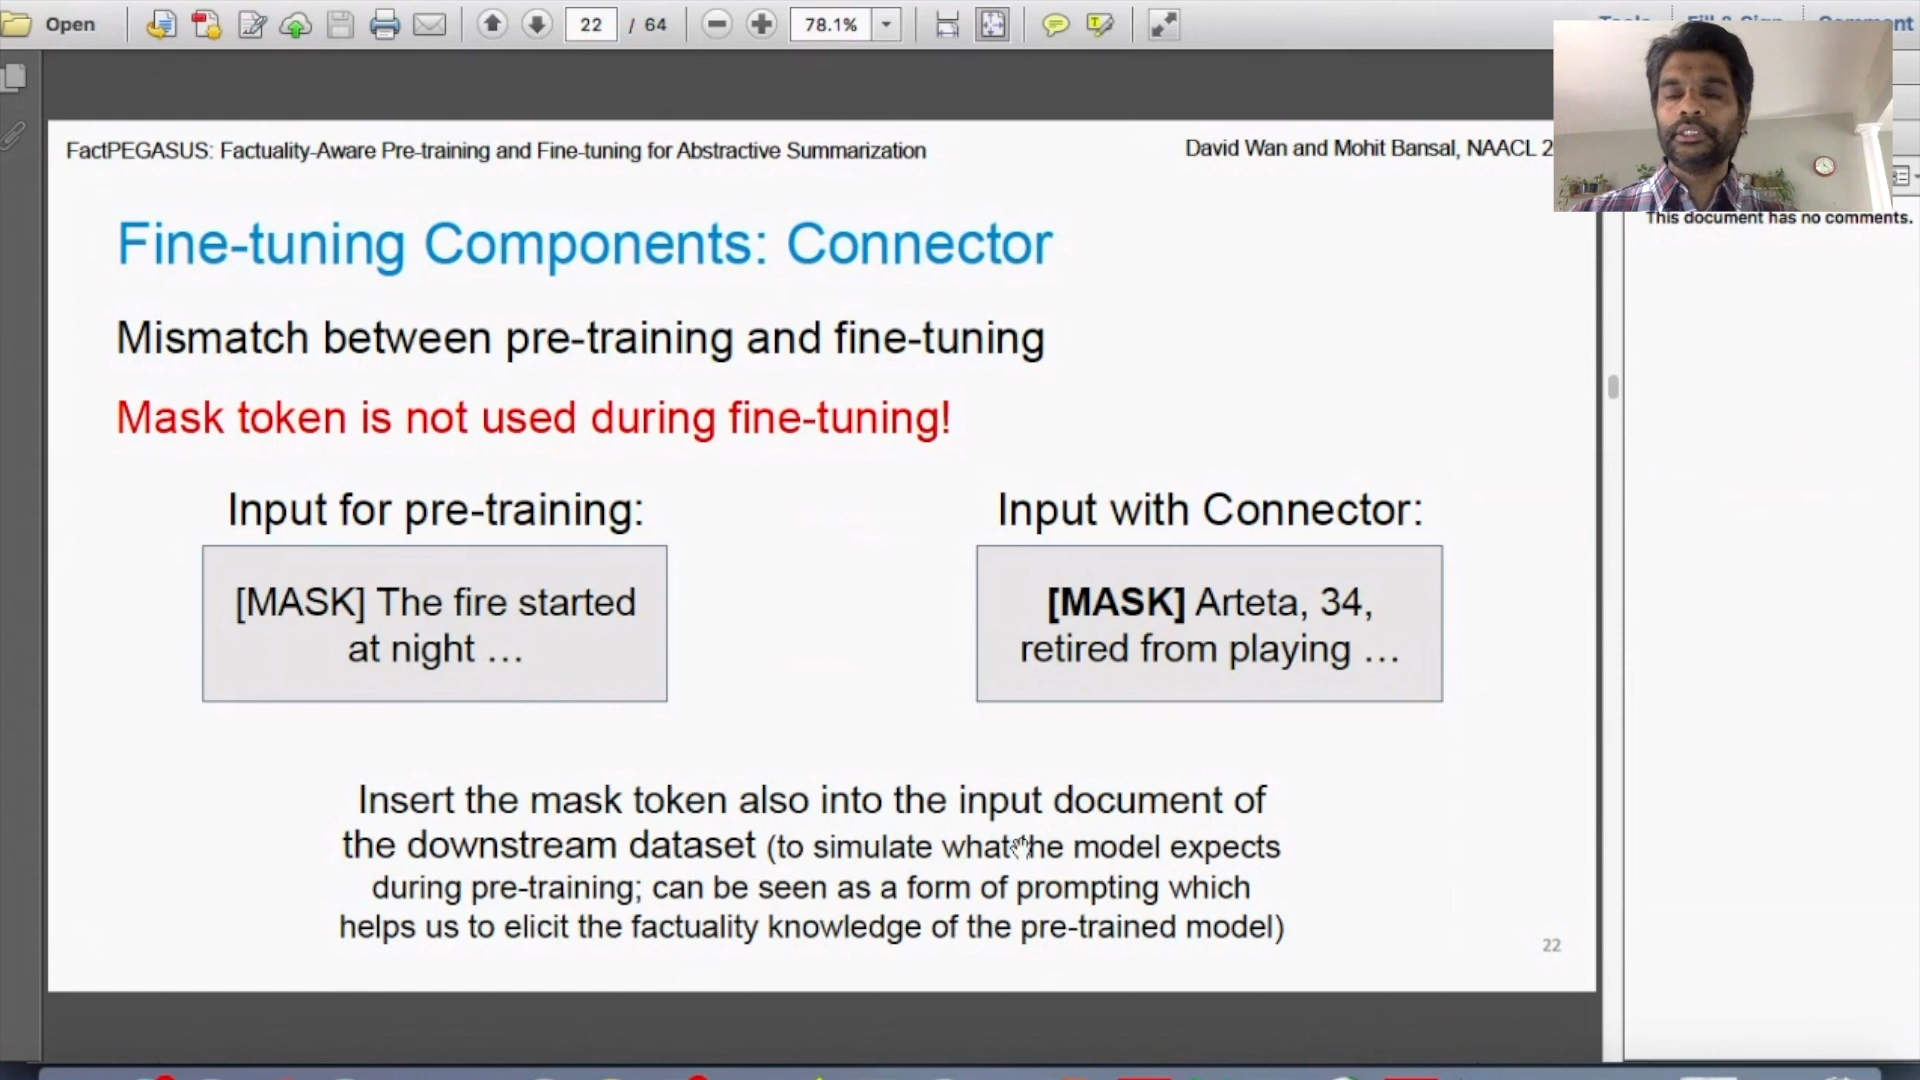 Open
22
/ 64
78.1%
FactPEGASUS: Factuality-Aware Pre-training and Fine-tuning for Abstractive Summarization
David Wan and Mohit Bansal, NAACL 2
This document has no comments.
Fine-tuning Components: Connector
Mismatch between pre-training and fine-tuning
Mask token is not used during fine-tuning!
Input for pre-training:
[MASK] The fire started
at night …
Input with Connector:
[MASK] Arteta, 34,
retired from playing …
Insert the mask token also into the input document of
the downstream dataset (to simulate what the model expects
during pre-training; can be seen as a form of prompting which
helps us to elicit the factuality knowledge of the pre-trained model)
22